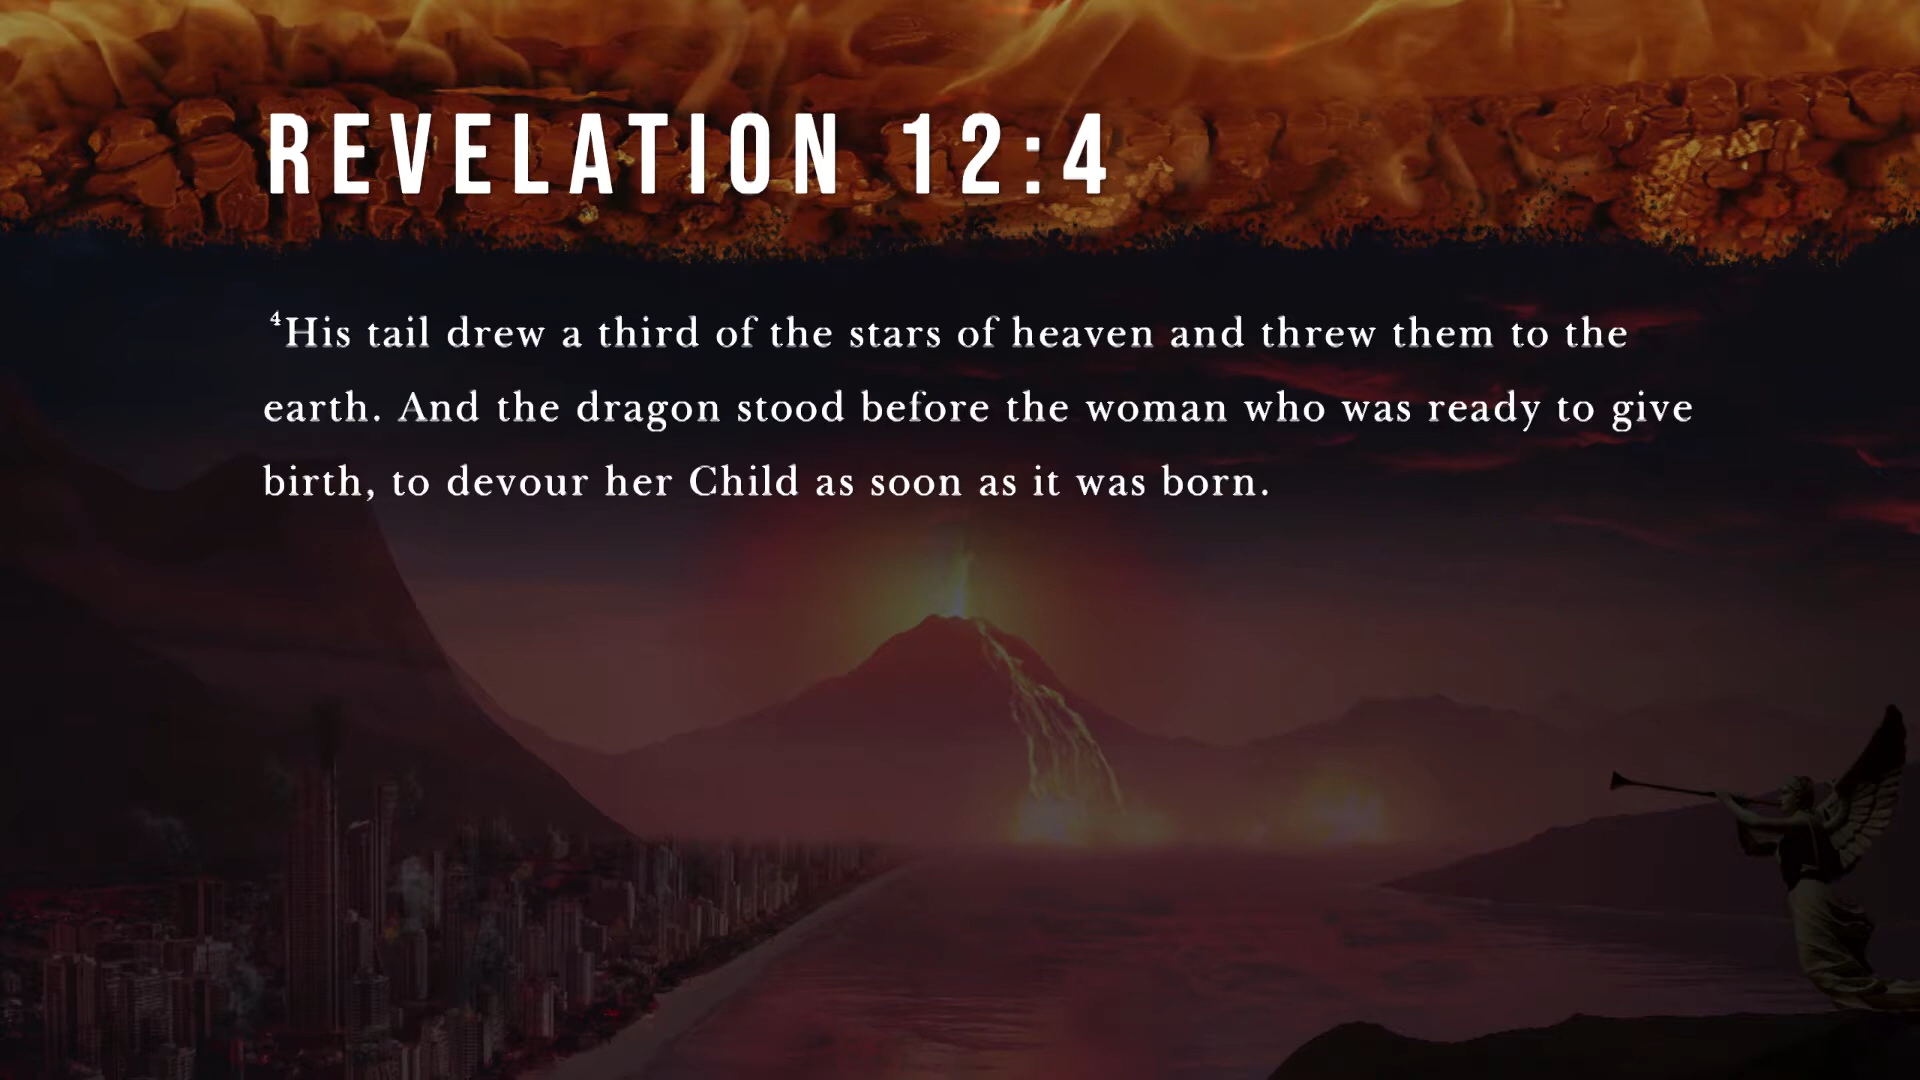 REVELATION 12:4
⁴His tail drew a third of the stars of heaven and threw them to the
earth. And the dragon stood before the woman who was ready to give
birth, to devour her Child as soon as it was born.